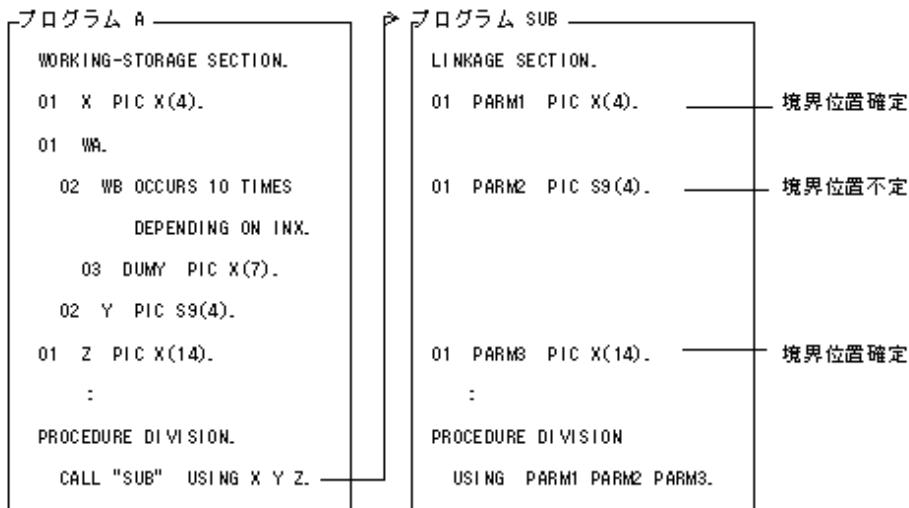 プログラム A
WORKING-STORAGE SECTION.
01 X PIC X(4).
01 WA.
02 WB OCCURS 10 TIMES
DEPENDING ON INX.
03 DUMY PIC X(7).
02 Y PIC S9(4).
01 Z PIC X(14).
:
PROCEDURE DIVISION.
CALL "SUB" USING X Y Z.
プログラム SUB
LINKAGE SECTION.
01 PARM1 PIC X(4).
境界位置確定
01 PARM2 PIC S9(4).
境界位置不定
01 PARM3 PIC X(14).
境界位置確定
:
PROCEDURE DIVISION
USING PARM1 PARM2 PARM3.